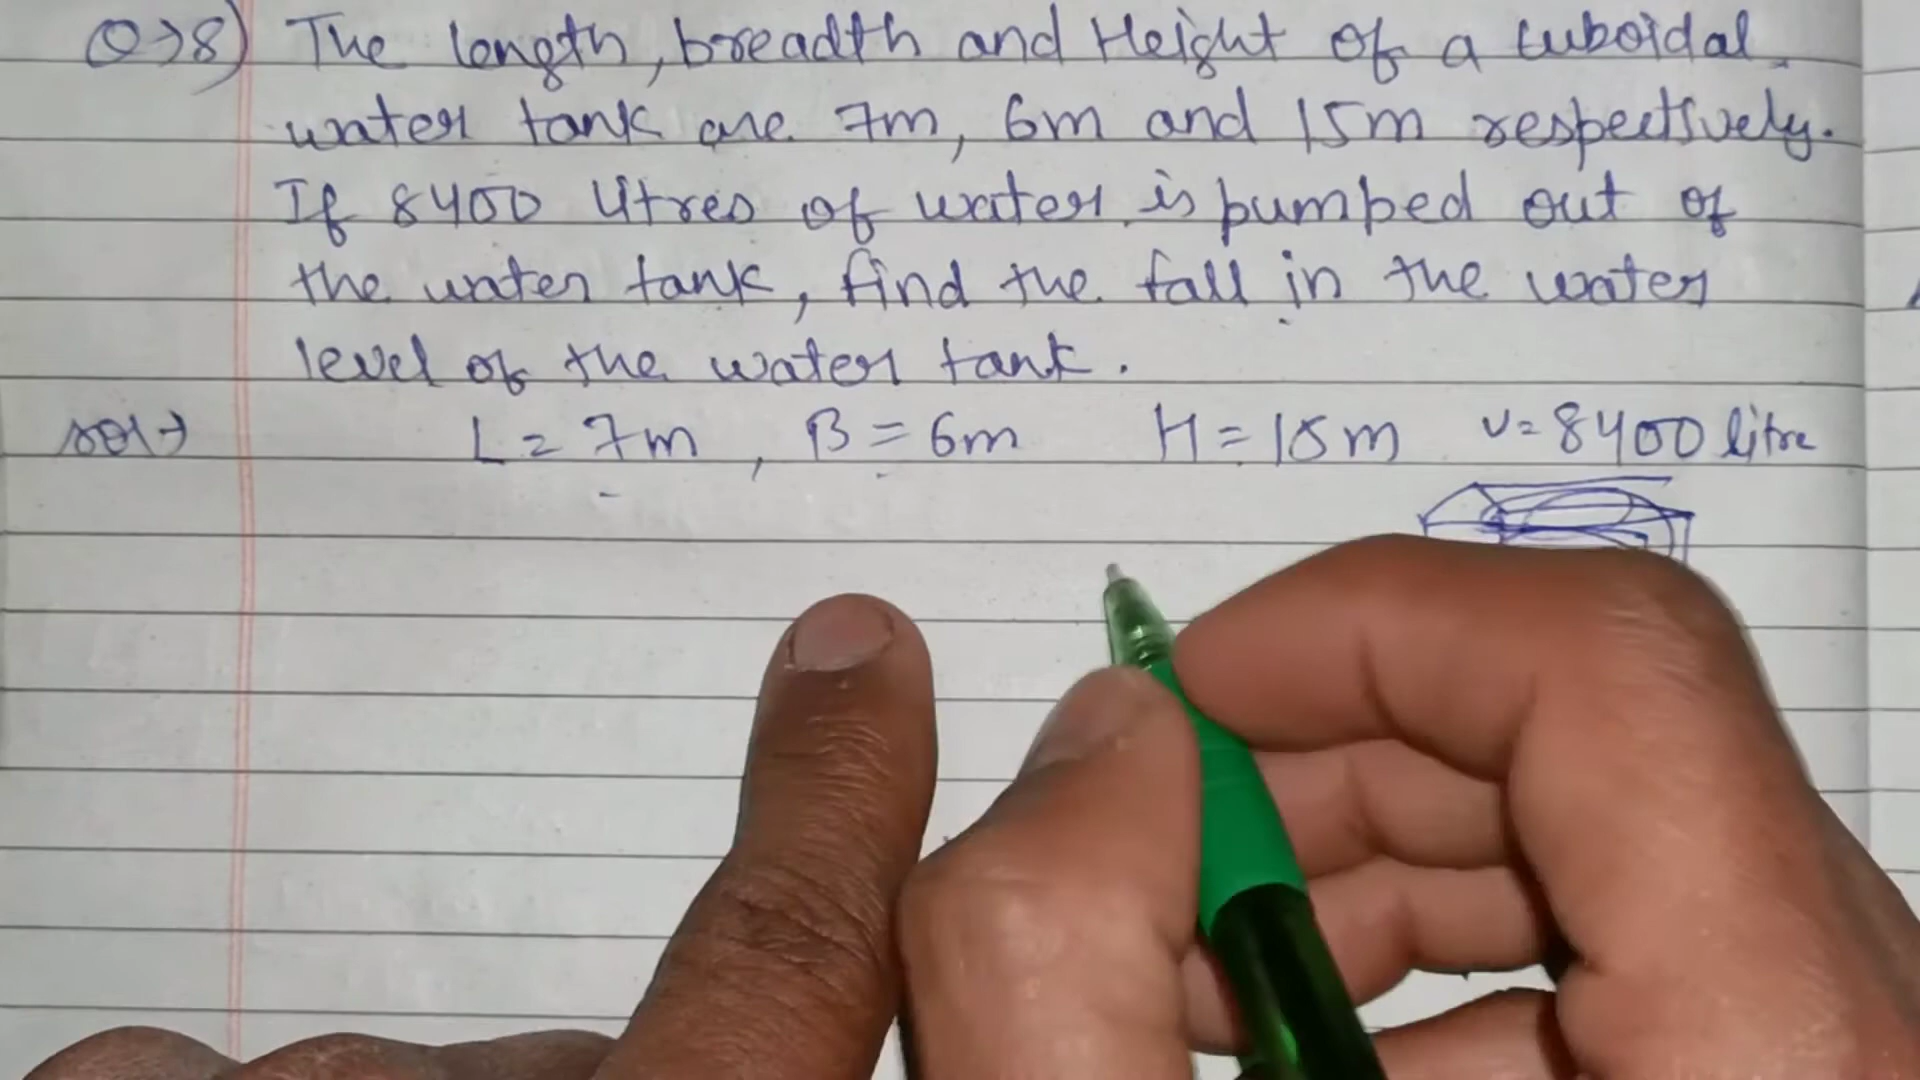 Q→8) The length, breadth and Height of a cuboidal
water tank are 7m, 6m and 15m respectively.
If 8400 litres of water is pumped out of
the water tank, find the fall in the water
level of the water tank.
sol→ L = 7m, B = 6m H = 15m V = 8400 litre